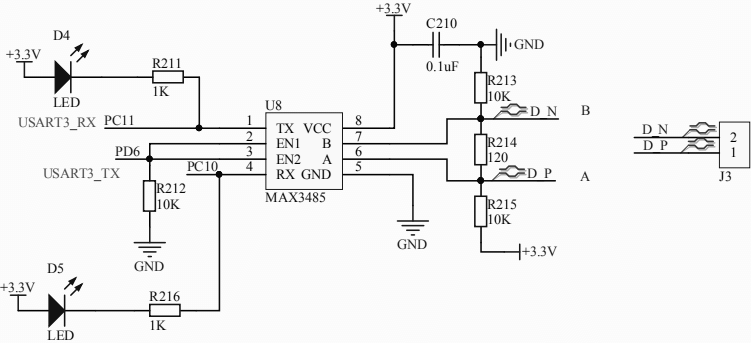 +3.3V
D4
C210
+3.3V
GND
R211
0.1uF
R213
LED
1K
10K
U8
USART3_RX
PC11
1
TX
VCC
8
D_N
B
2
EN1
B
7
R214
D_N
2
PD6
3
EN2
A
6
120
D_P
1
USART3_TX
PC10
4
RX
GND
5
D_P
A
J3
R212
MAX3485
R215
10K
10K
GND
GND
+3.3V
D5
+3.3V
R216
LED
1K